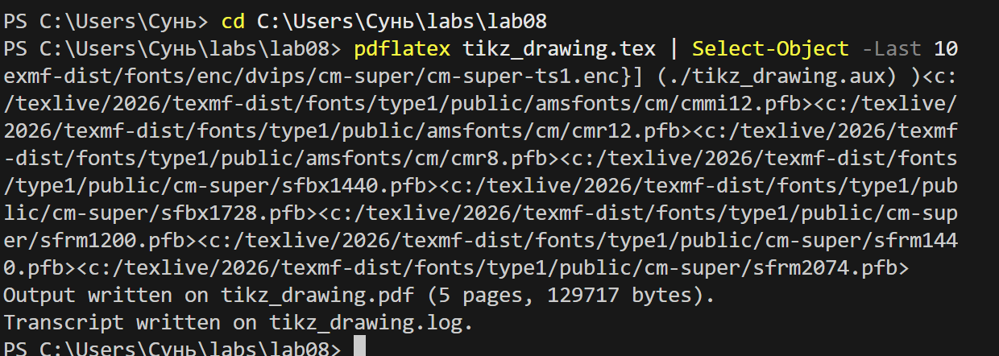 PS C:\Users\Сунь> cd C:\Users\Сунь\labs\lab08
PS C:\Users\Сунь\labs\lab08> pdflatex tikz_drawing.tex | Select-Object -Last 10
exmf-dist/fonts/enc/dvips/cm-super/cm-super-ts1.enc}] (./tikz_drawing.aux) )<c:
/texlive/2026/texmf-dist/fonts/type1/public/amsfonts/cm/cmmi12.pfb><c:/texlive/
2026/texmf-dist/fonts/type1/public/amsfonts/cm/cmr12.pfb><c:/texlive/2026/texmf
-dist/fonts/type1/public/amsfonts/cm/cmr8.pfb><c:/texlive/2026/texmf-dist/fonts
/type1/public/cm-super/sfbx1440.pfb><c:/texlive/2026/texmf-dist/fonts/type1/pub
lic/cm-super/sfbx1728.pfb><c:/texlive/2026/texmf-dist/fonts/type1/public/cm-sup
er/sfrm1200.pfb><c:/texlive/2026/texmf-dist/fonts/type1/public/cm-super/sfrm144
0.pfb><c:/texlive/2026/texmf-dist/fonts/type1/public/cm-super/sfrm2074.pfb>
Output written on tikz_drawing.pdf (5 pages, 129717 bytes).
Transcript written on tikz_drawing.log.
PS C:\Users\Сунь\labs\lab08>